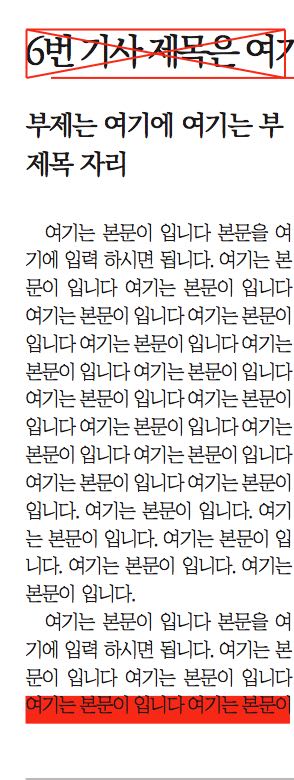 6번 기사 제목은
부제는 여기에 여기는 부
제목 자리
여기는 본문이 입니다 본문을 여
기에 입력 하시면 됩니다. 여기는 본
문이 입니다 여기는 본문이 입니다
여기는 본문이 입니다 여기는 본문이
입니다 여기는 본문이 입니다 여기는
본문이 입니다 여기는 본문이 입니다
여기는 본문이 입니다 여기는 본문이
입니다 여기는 본문이 입니다 여기는
본문이 입니다 여기는 본문이 입니다
여기는 본문이 입니다 여기는 본문이
입니다. 여기는 본문이 입니다. 여기
는 본문이 입니다. 여기는 본문이 입
니다. 여기는 본문이 입니다. 여기는
본문이 입니다.
여기는 본문이 입니다 본문을 여
기에 입력 하시면 됩니다. 여기는 본
문이 입니다 여기는 본문이 입니다
여기는 본문이 입니다 여기는 본문이